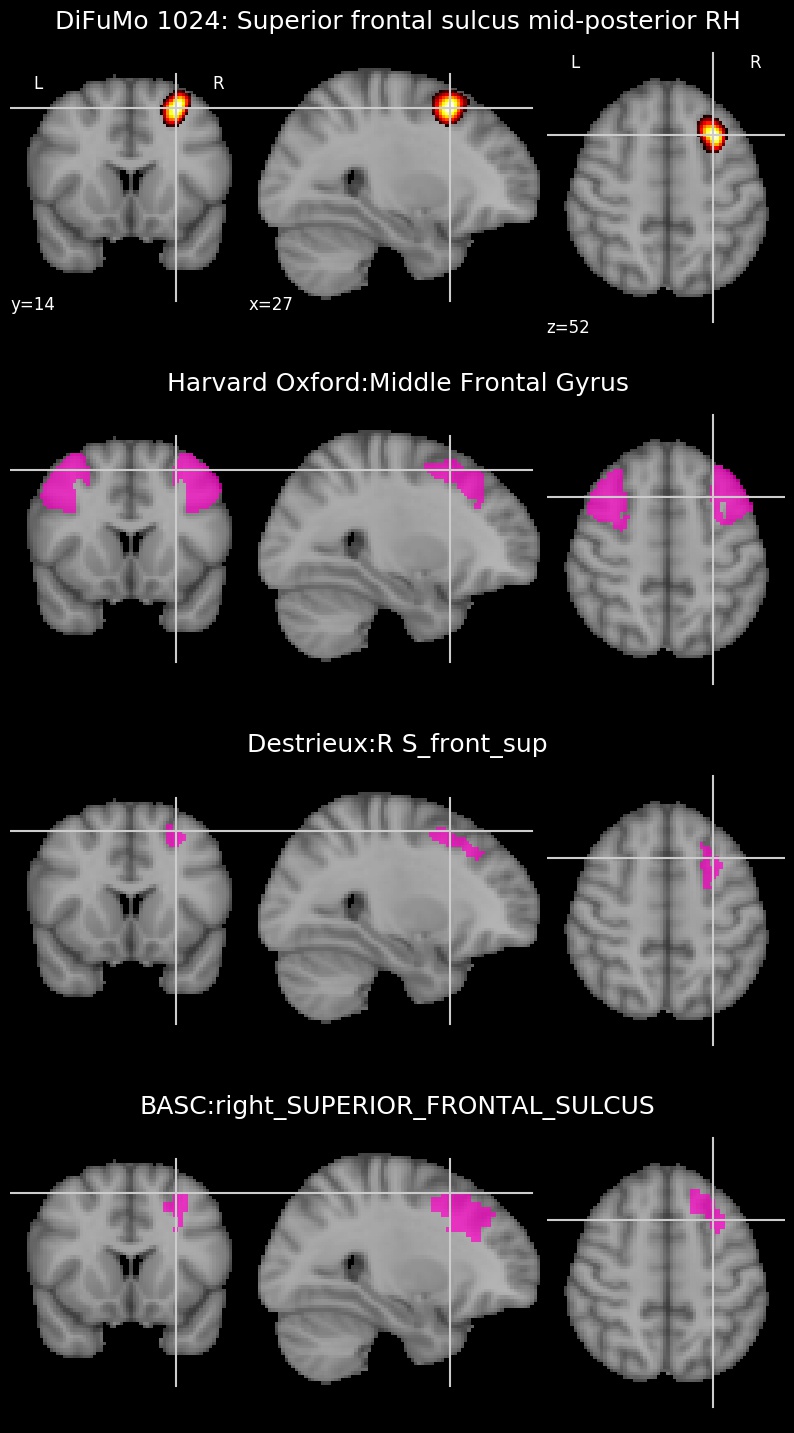 DiFuMo 1024: Superior frontal sulcus mid-posterior RH
L R
L R
y=14
x=27
z=52
Harvard Oxford:Middle Frontal Gyrus
Destrieux:R S_front_sup
BASC:right_SUPERIOR_FRONTAL_SULCUS